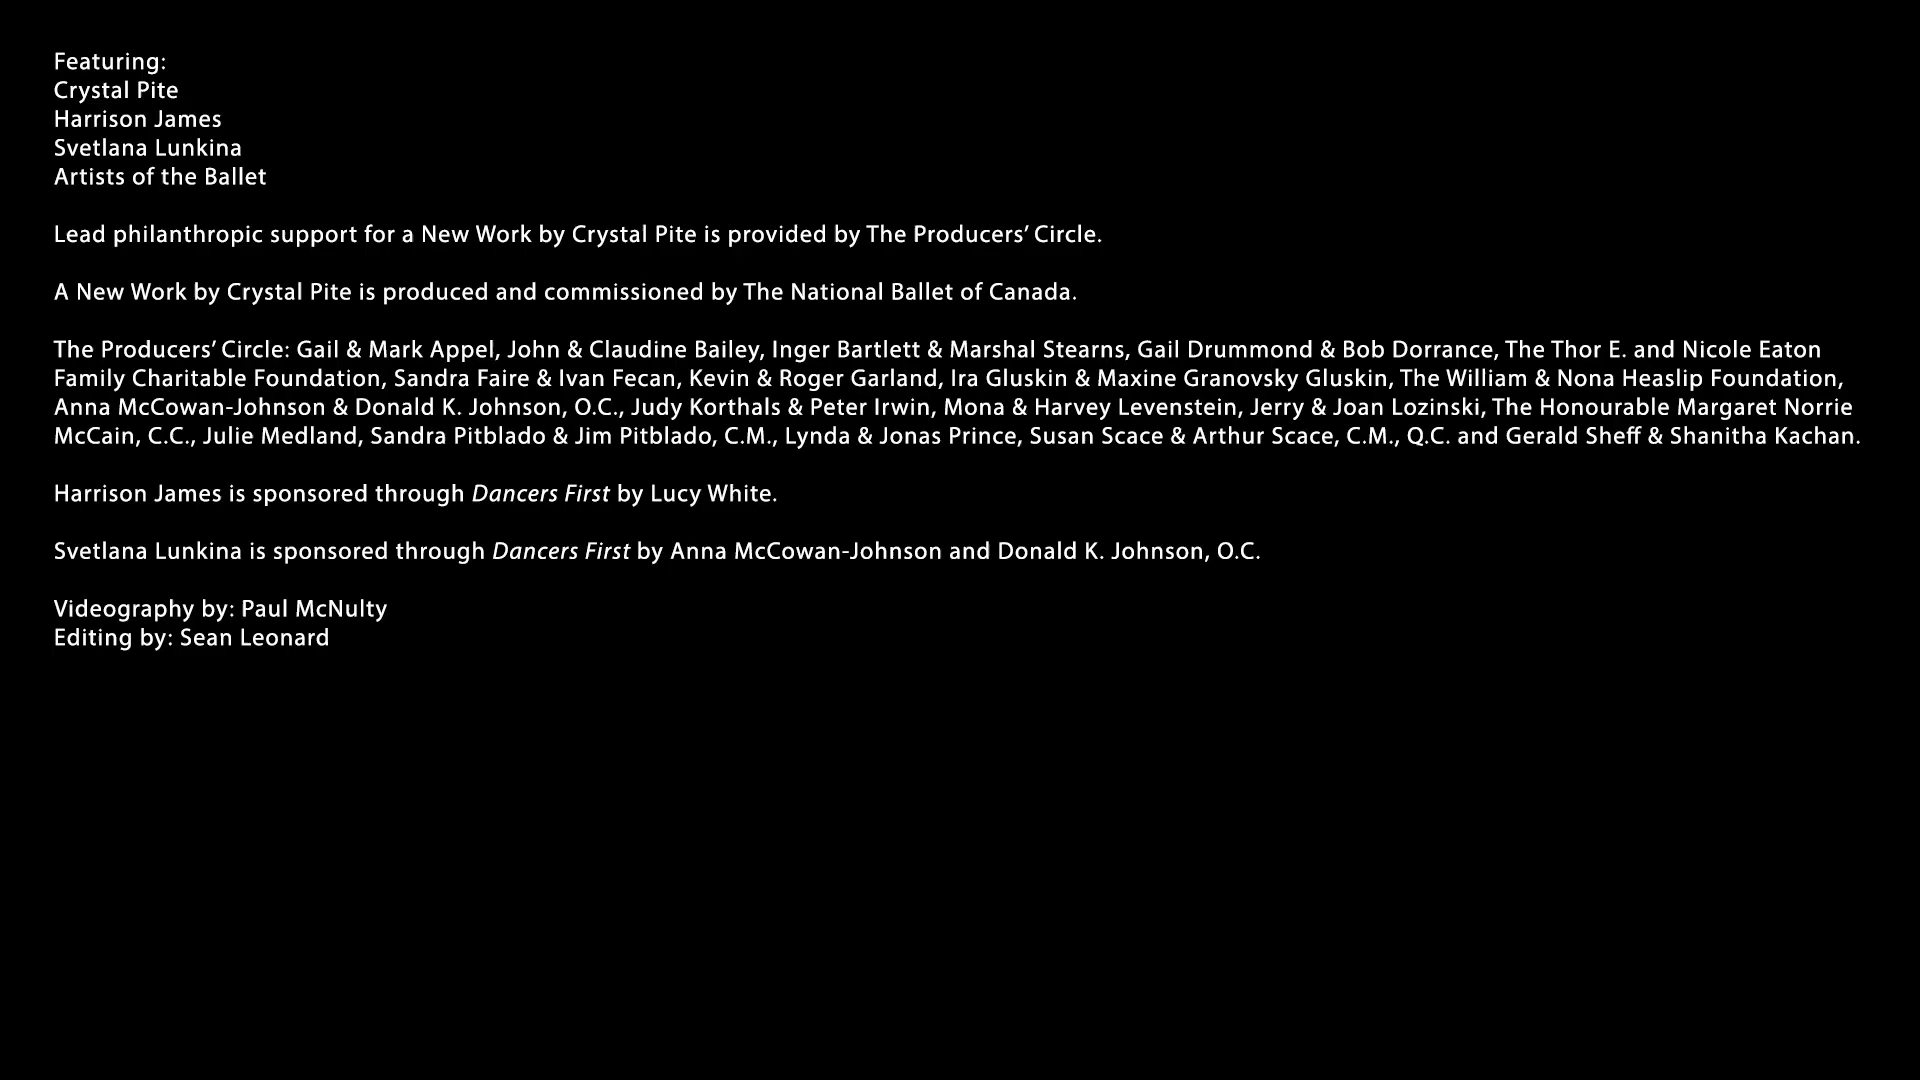 Featuring:
Crystal Pite
Harrison James
Svetlana Lunkina
Artists of the Ballet
Lead philanthropic support for a New Work by Crystal Pite is provided by The Producers’ Circle.
A New Work by Crystal Pite is produced and commissioned by The National Ballet of Canada.
The Producers’ Circle: Gail & Mark Appel, John & Claudine Bailey, Inger Bartlett & Marshal Stearns, Gail Drummond & Bob Dorrance, The Thor E. and Nicole Eaton
Family Charitable Foundation, Sandra Faire & Ivan Fecan, Kevin & Roger Garland, Ira Gluskin & Maxine Granovsky Gluskin, The William & Nona Heaslip Foundation,
Anna McCowan-Johnson & Donald K. Johnson, O.C., Judy Korthals & Peter Irwin, Mona & Harvey Levenstein, Jerry & Joan Lozinski, The Honourable Margaret Norrie
McCain, C.C., Julie Medland, Sandra Pitblado & Jim Pitblado, C.M., Lynda & Jonas Prince, Susan Scace & Arthur Scace, C.M., Q.C. and Gerald Sheff & Shanitha Kachan.
Harrison James is sponsored through Dancers First by Lucy White.
Svetlana Lunkina is sponsored through Dancers First by Anna McCowan-Johnson and Donald K. Johnson, O.C.
Videography by: Paul McNulty
Editing by: Sean Leonard